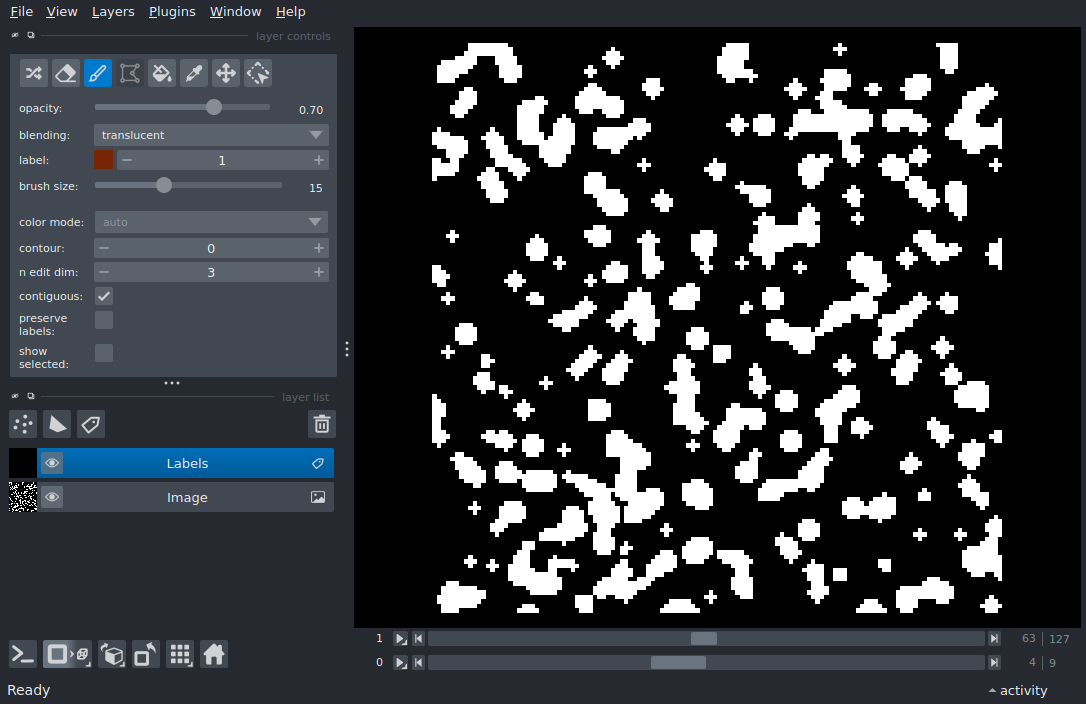 File View Layers Plugins Window Help
layer controls
opacity: 0.70
blending: translucent
label: 1
brush size: 15
color mode: auto
contour: 0
n edit dim: 3
contiguous:
preserve
labels:
show
selected:
layer list
Labels
Image
1 63 127
0 4 9
Ready activity